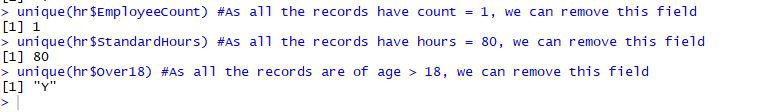 > unique(hr$EmployeeCount) #As all the records have count = 1, we can remove this field
[1] 1
> unique(hr$StandardHours) #As all the records have hours = 80, we can remove this field
[1] 80
> unique(hr$Over18) #As all the records are of age > 18, we can remove this field
[1] "Y"
>